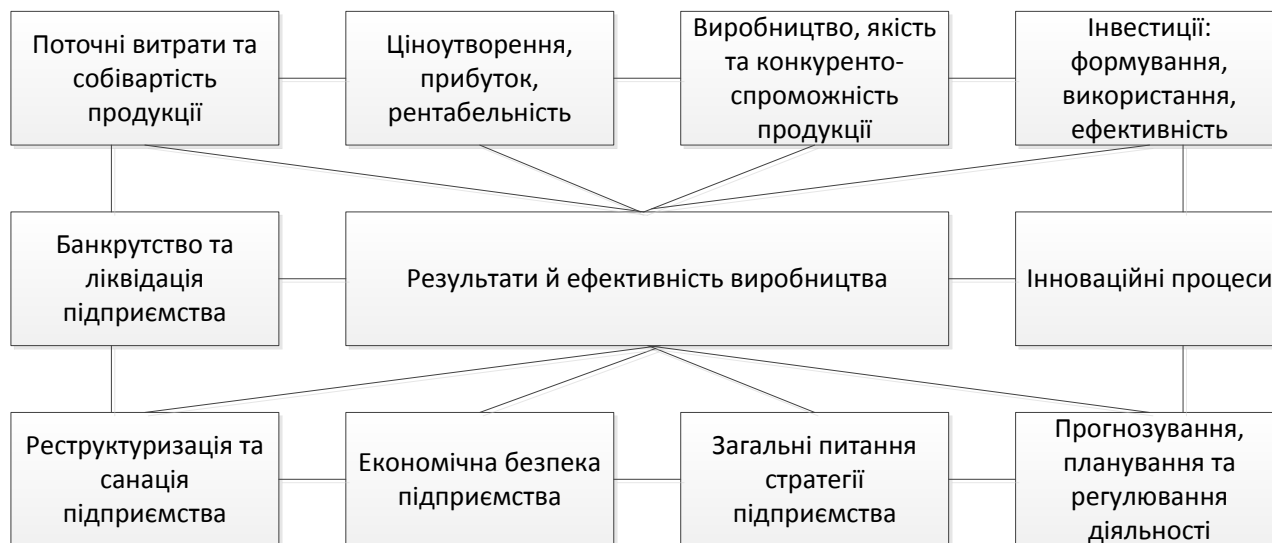 Поточні витрати та
собівартість
продукції
Ціноутворення,
прибуток,
рентабельність
Виробництво, якість
та конкуренто-
спроможність
продукції
Інвестиції:
формування,
використання,
ефективність
Банкрутство та
ліквідація
підприємства
Результати й ефективність виробництва
Інноваційні процеси
Реструктуризація та
санація
підприємства
Економічна безпека
підприємства
Загальні питання
стратегії
підприємства
Прогнозування,
планування та
регулювання
діяльності